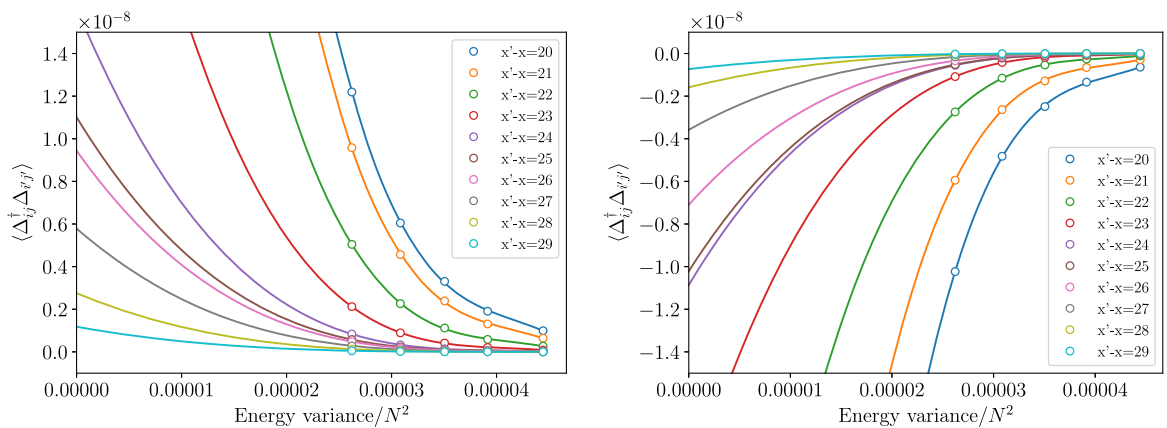 ×10⁻⁸
1.4
1.2
1.0
0.8
0.6
0.4
0.2
0.0
⟨Δ†ᵢⱼΔᵢ′ⱼ′⟩
x'-x=20
x'-x=21
x'-x=22
x'-x=23
x'-x=24
x'-x=25
x'-x=26
x'-x=27
x'-x=28
x'-x=29
0.00000 0.00001 0.00002 0.00003 0.00004
Energy variance/N²
×10⁻⁸
0.0
−0.2
−0.4
−0.6
−0.8
−1.0
−1.2
−1.4
⟨Δ†ᵢⱼΔᵢ′ⱼ′⟩
x'-x=20
x'-x=21
x'-x=22
x'-x=23
x'-x=24
x'-x=25
x'-x=26
x'-x=27
x'-x=28
x'-x=29
0.00000 0.00001 0.00002 0.00003 0.00004
Energy variance/N²